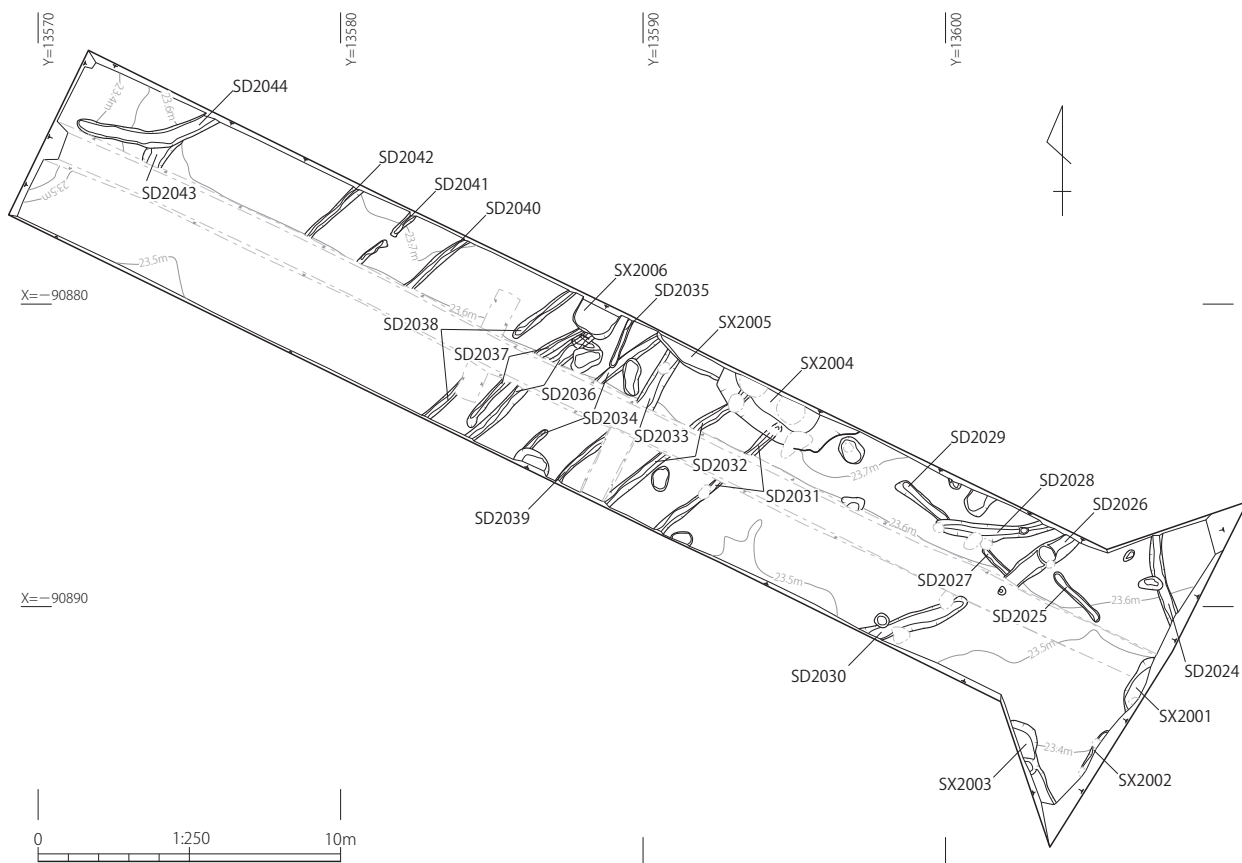 Y=13570
Y=13580
Y=13590
Y=13600
23.4m
23.6m
SD2044
SD2042
SD2041
SD2040
SD2043
23.5m
23.7m
SX2006
SD2035
SX2005
SX2004
X=−90880
23.5m
23.6m
SD2038
SD2037
SD2036
SD2034
SD2033
SD2032
SD2031
SD2039
23.7m
SD2029
SD2028
SD2026
23.6m
SD2027
SD2025
23.6m
23.5m
X=−90890
SD2030
23.5m
SD2024
SX2001
23.4m
SX2003
SX2002
0
1:250
10m